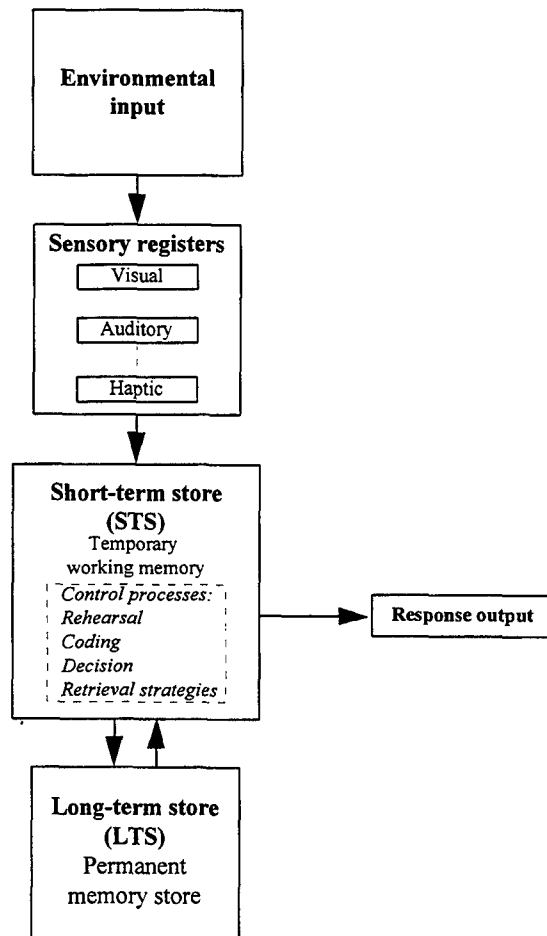 Environmental
input
Sensory registers
Visual
Auditory
Haptic
Short-term store
(STS)
Temporary
working memory
Control processes:
Rehearsal
Coding
Decision
Retrieval strategies
Response output
Long-term store
(LTS)
Permanent
memory store